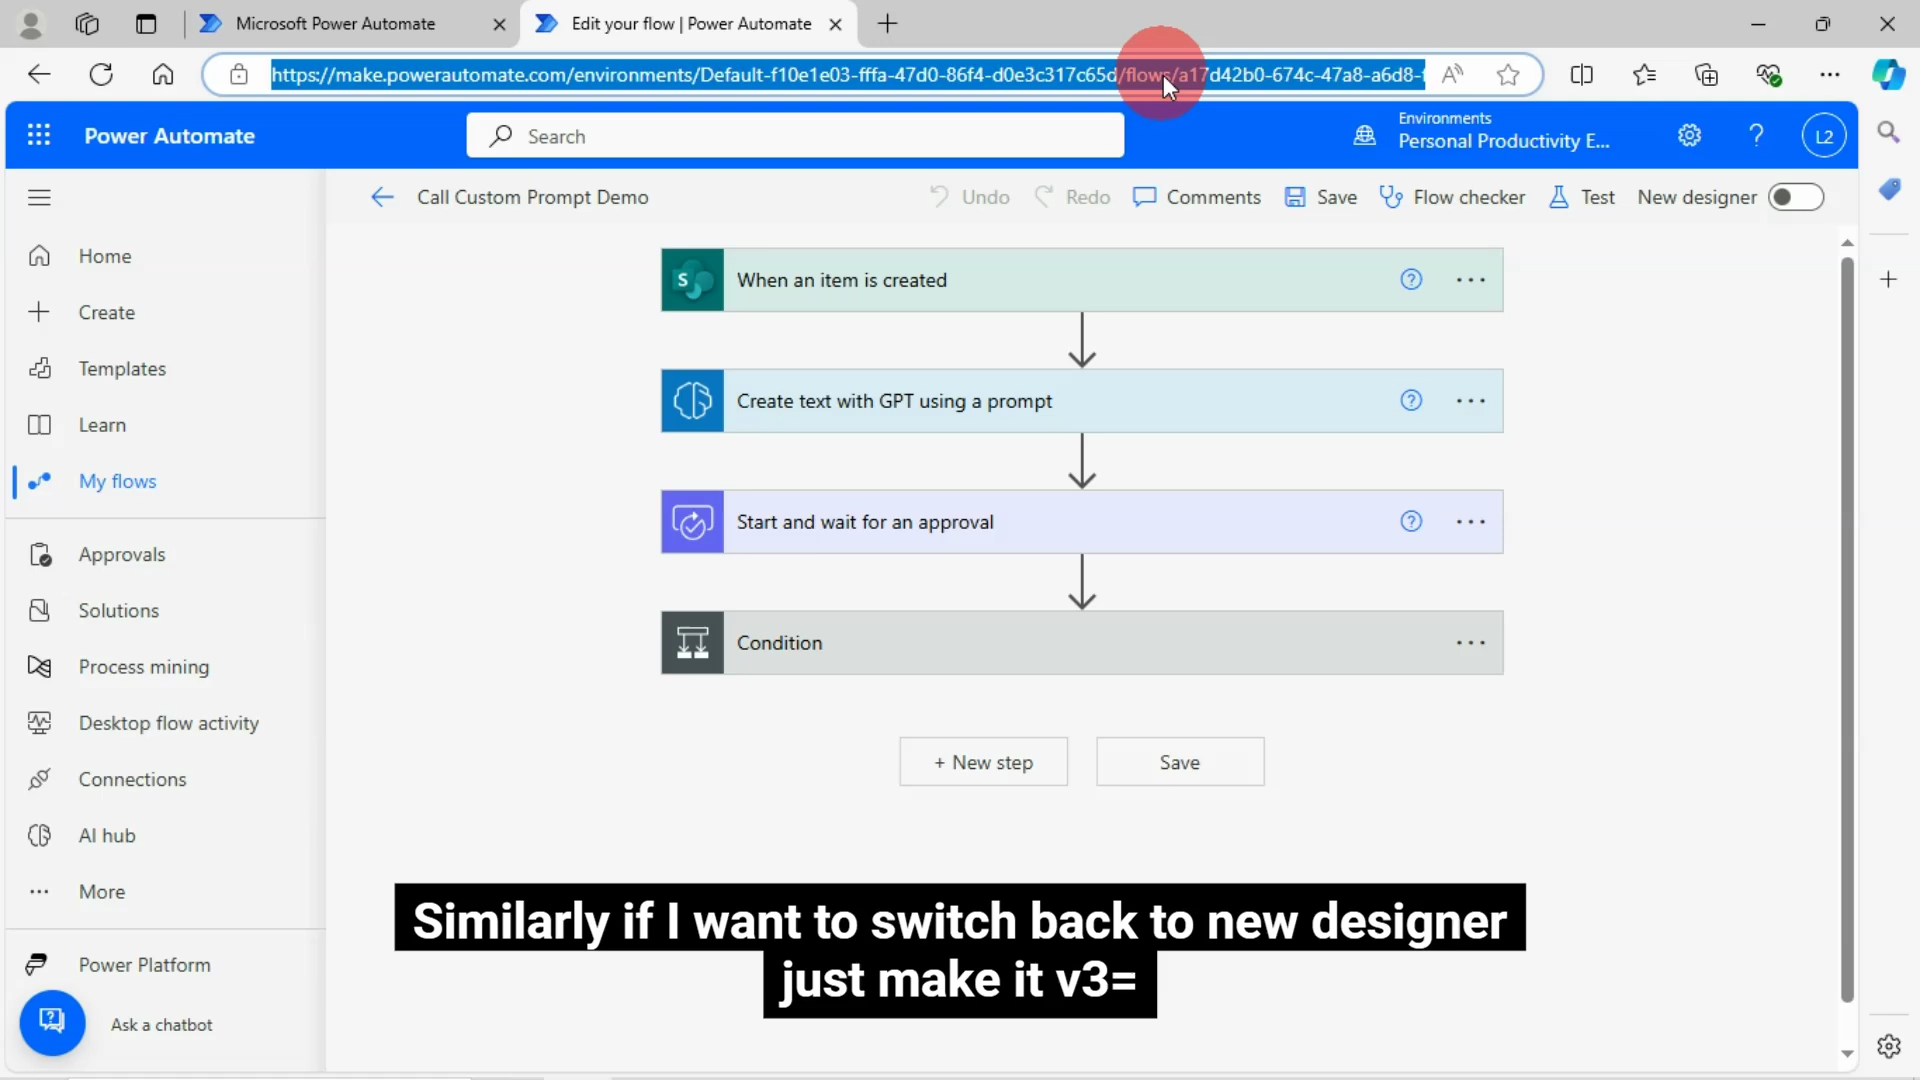 Microsoft Power Automate
Edit your flow | Power Automate
https://make.powerautomate.com/environments/Default-f10e1e03-fffa-47d0-86f4-d0e3c317c65d/flows/a17d42b0-674c-47a8-a6d8-f
Power Automate
Search
Environments
Personal Productivity E...
L2
Call Custom Prompt Demo
Undo
Redo
Comments
Save
Flow checker
Test
New designer
Home
Create
Templates
Learn
My flows
Approvals
Solutions
Process mining
Desktop flow activity
Connections
AI hub
More
Power Platform
Ask a chatbot
When an item is created
Create text with GPT using a prompt
Start and wait for an approval
Condition
+ New step
Save
Similarly if I want to switch back to new designer
just make it v3=